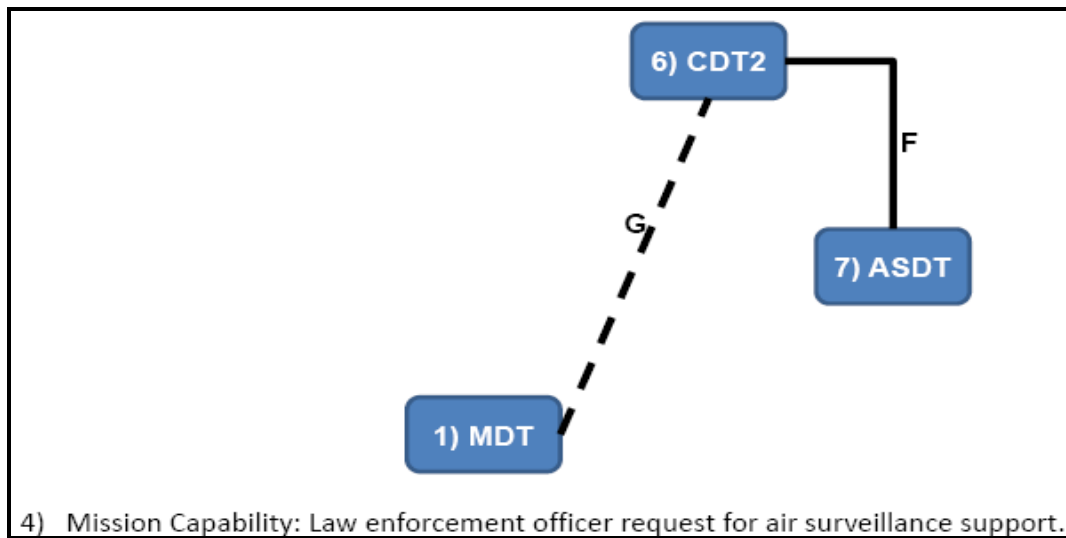 6) CDT2
F
G
7) ASDT
1) MDT
4) Mission Capability: Law enforcement officer request for air surveillance support.